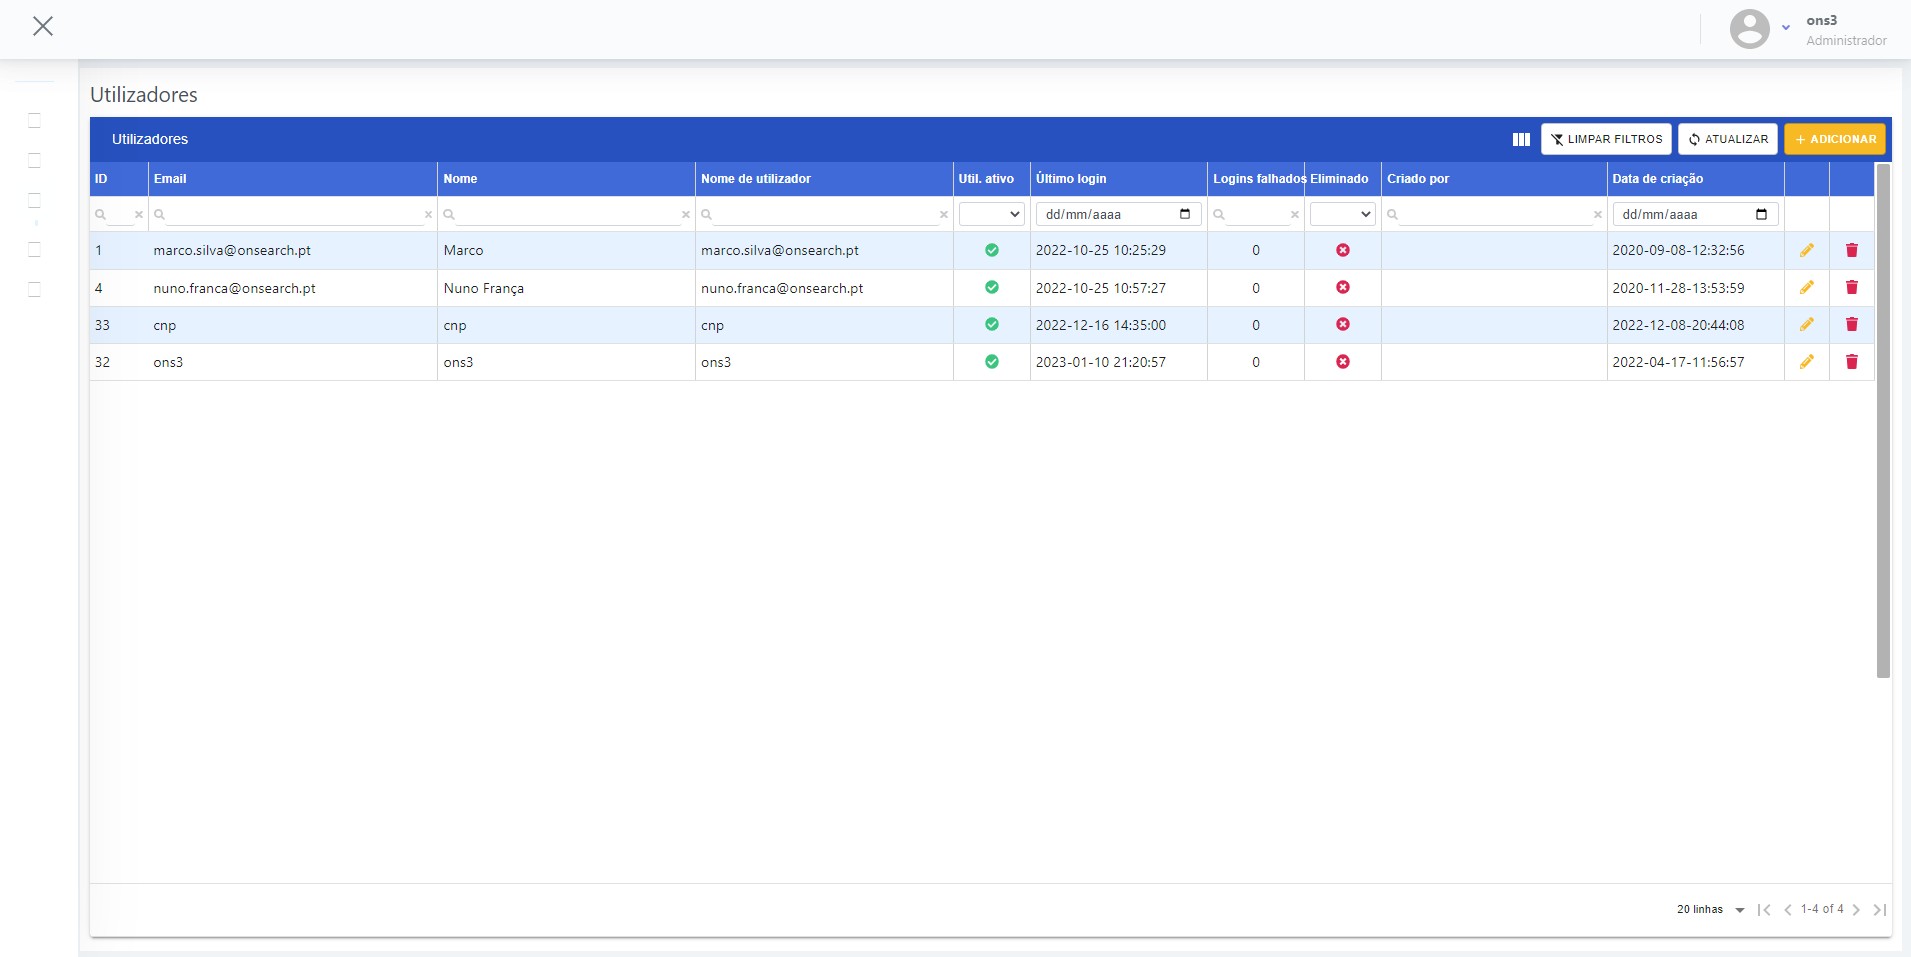 ons3
Administrador
Utilizadores
Utilizadores LIMPAR FILTROS ATUALIZAR + ADICIONAR
ID Email Nome Nome de utilizador Util. ativo Último login Logins falhados Eliminado Criado por Data de criação
dd/mm/aaaa dd/mm/aaaa
1 marco.silva@onsearch.pt Marco marco.silva@onsearch.pt 2022-10-25 10:25:29 0 2020-09-08-12:32:56
4 nuno.franca@onsearch.pt Nuno França nuno.franca@onsearch.pt 2022-10-25 10:57:27 0 2020-11-28-13:53:59
33 cnp cnp cnp 2022-12-16 14:35:00 0 2022-12-08-20:44:08
32 ons3 ons3 ons3 2023-01-10 21:20:57 0 2022-04-17-11:56:57
20 linhas 1-4 of 4